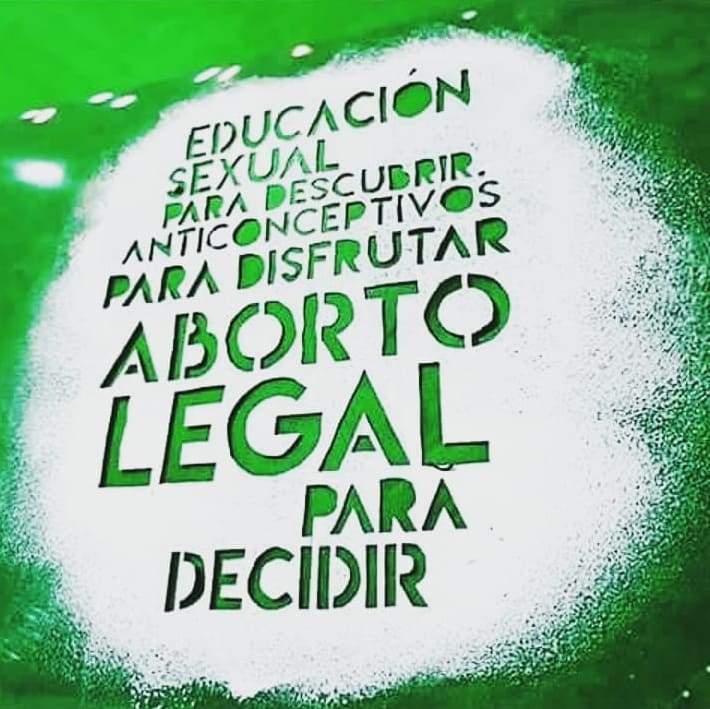 EDUCACIÓN
SEXUAL
PARA DESCUBRIR.
ANTICONCEPTIVOS
PARA DISFRUTAR
ABORTO
LEGAL
PARA
DECIDIR